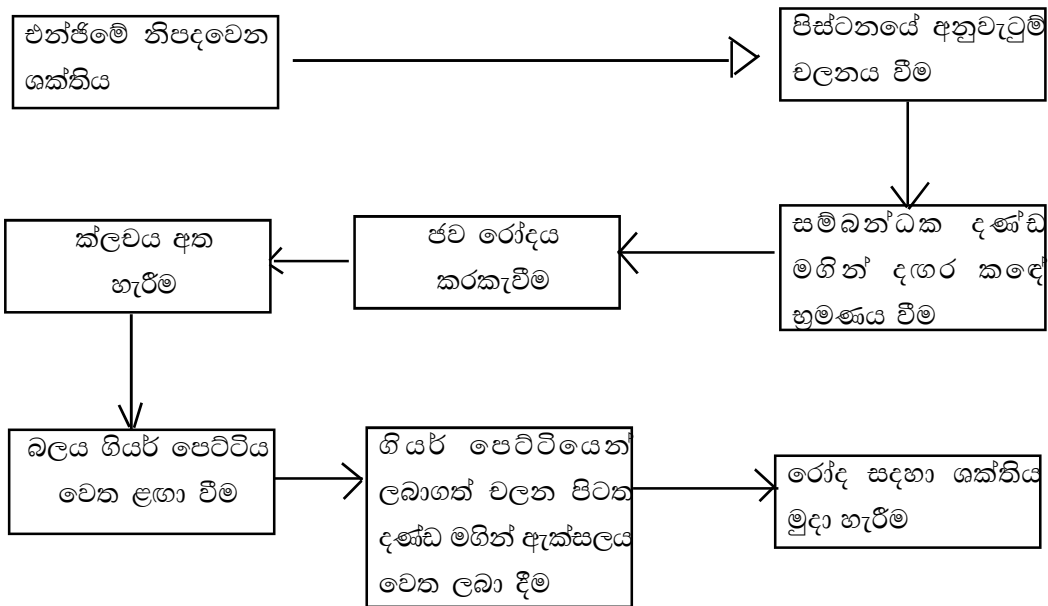 එන්ජිමේ නිපදවෙන
ශක්තිය
පිස්ටනයේ අනුවැටුම්
චලනය වීම
සම්බන්ධක දණ්ඩ
මගින් දඟර කඳේ
භ්‍රමණය වීම
ජව රෝදය
කරකැවීම
ක්ලචය අත
හැරීම
බලය ගියර් පෙට්ටිය
වෙත ළඟා වීම
ගියර් පෙට්ටියෙන්
ලබාගත් චලන පිටත
දණ්ඩ මගින් ඇක්සලය
වෙත ලබා දීම
රෝද සදහා ශක්තිය
මුදා හැරීම